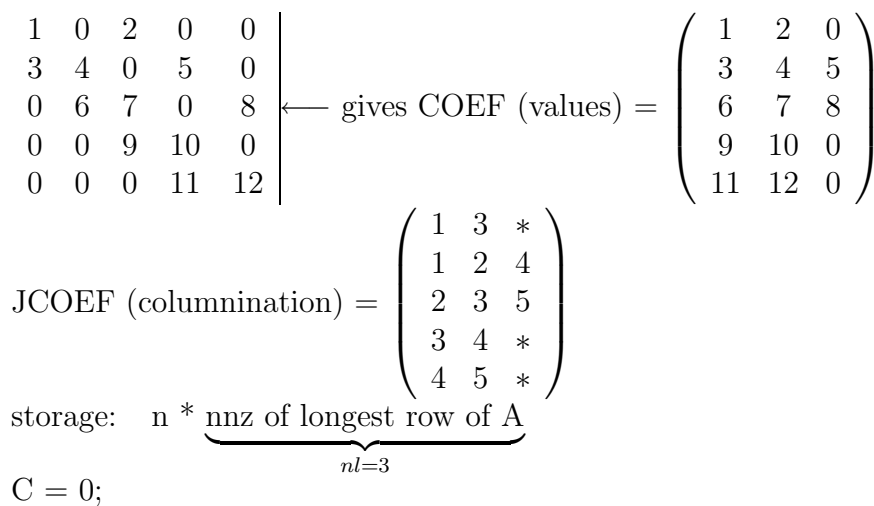 1 0 2 0 0
3 4 0 5 0
0 6 7 0 8 ⟵ gives COEF (values) =
0 0 9 10 0
0 0 0 11 12
1 2 0
3 4 5
6 7 8
9 10 0
11 12 0
JCOEF (columnination) =
1 3 *
1 2 4
2 3 5
3 4 *
4 5 *
storage: n * nnz of longest row of A
nl=3
C = 0;